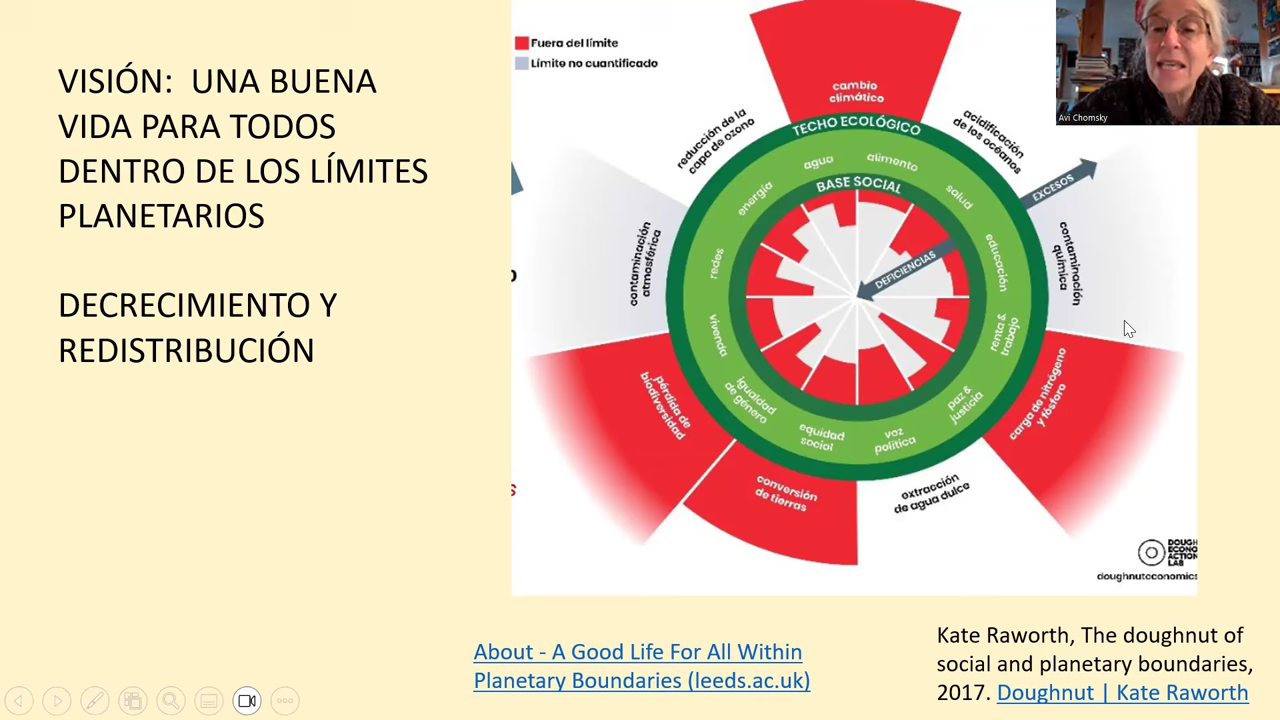 VISIÓN: UNA BUENA
VIDA PARA TODOS
DENTRO DE LOS LÍMITES
PLANETARIOS
DECRECIMIENTO Y
REDISTRIBUCIÓN
Fuera del límite
Límite no cuantificado
cambio
climático
reducción de la
capa de ozono
acidificación
de los océanos
TECHO ECOLÓGICO
agua
alimento
energía
salud
BASE SOCIAL
EXCESOS
contaminación
atmosférica
redes
DEFICIENCIAS
educación
contaminación
química
vivenda
renta &
trabajo
igualdad
de género
equidad
social
voz
política
paz &
justicia
pérdida de
biodiversidad
carga de nitrógeno
y fósforo
conversión
de tierras
extracción
de agua dulce
DOUGH
ECONO
ACTION
LAB
doughnuteconomics
Avi Chomsky
About - A Good Life For All Within
Planetary Boundaries (leeds.ac.uk)
Kate Raworth, The doughnut of
social and planetary boundaries,
2017. Doughnut | Kate Raworth